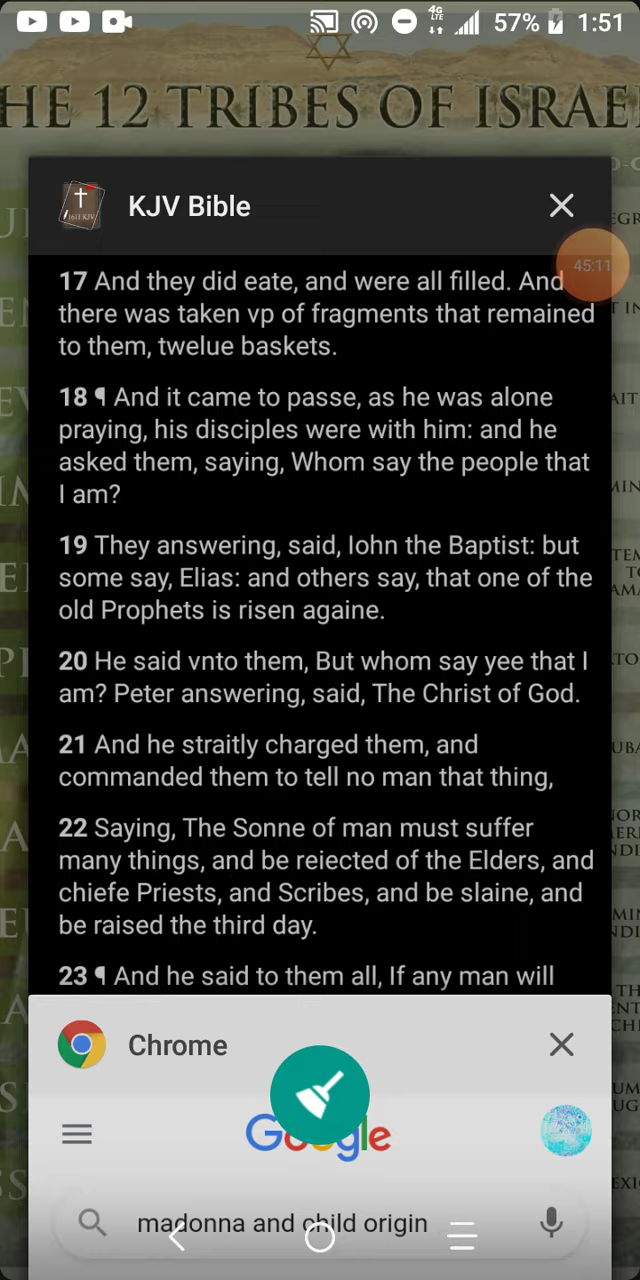 4G
LTE
57%
1:51
HE 12 TRIBES OF ISRAE
KJV Bible
45:11
17 And they did eate, and were all filled. And
there was taken vp of fragments that remained
to them, twelue baskets.
18 ¶ And it came to passe, as he was alone
praying, his disciples were with him: and he
asked them, saying, Whom say the people that
I am?
19 They answering, said, Iohn the Baptist: but
some say, Elias: and others say, that one of the
old Prophets is risen againe.
20 He said vnto them, But whom say yee that I
am? Peter answering, said, The Christ of God.
21 And he straitly charged them, and
commanded them to tell no man that thing,
22 Saying, The Sonne of man must suffer
many things, and be reiected of the Elders, and
chiefe Priests, and Scribes, and be slaine, and
be raised the third day.
23 ¶ And he said to them all, If any man will
Chrome
Google
madonna and child origin